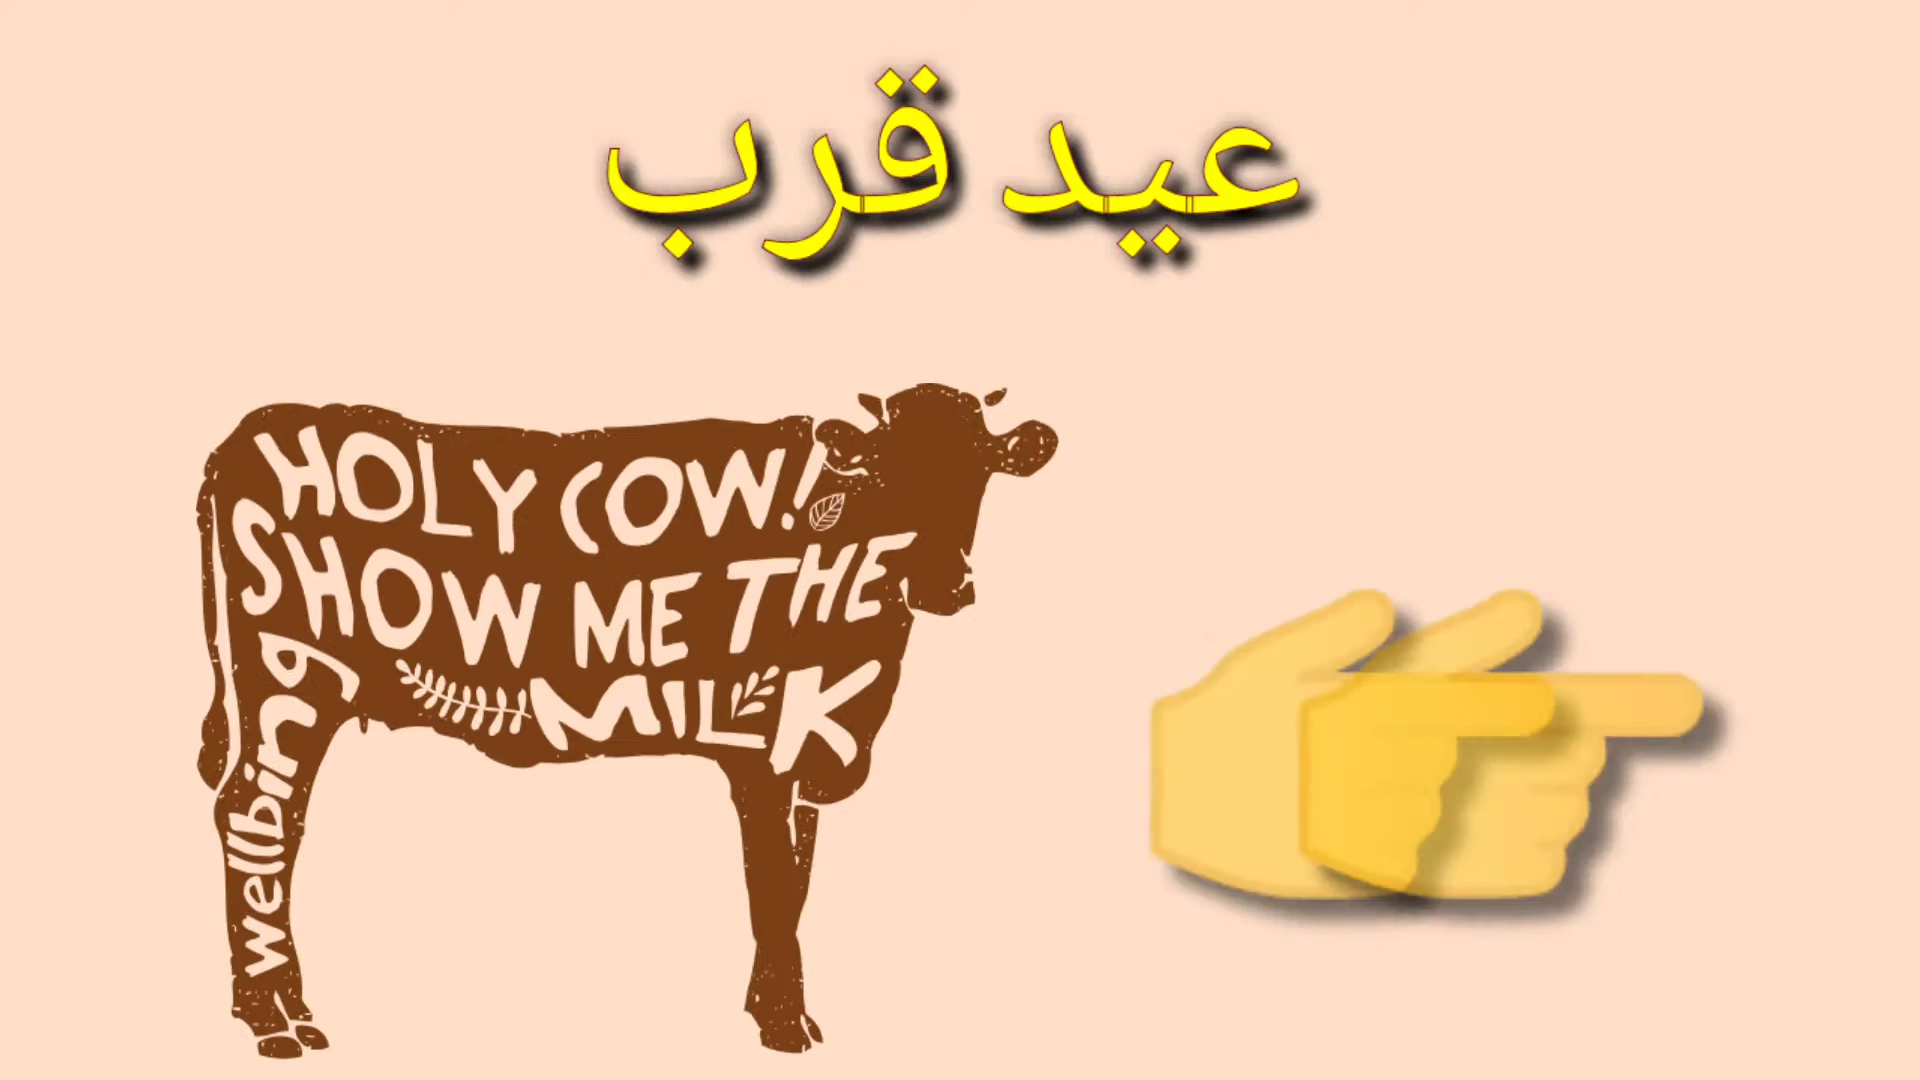 عيد قرب
HOLY COW!
SHOW ME THE
MILK
wellbing